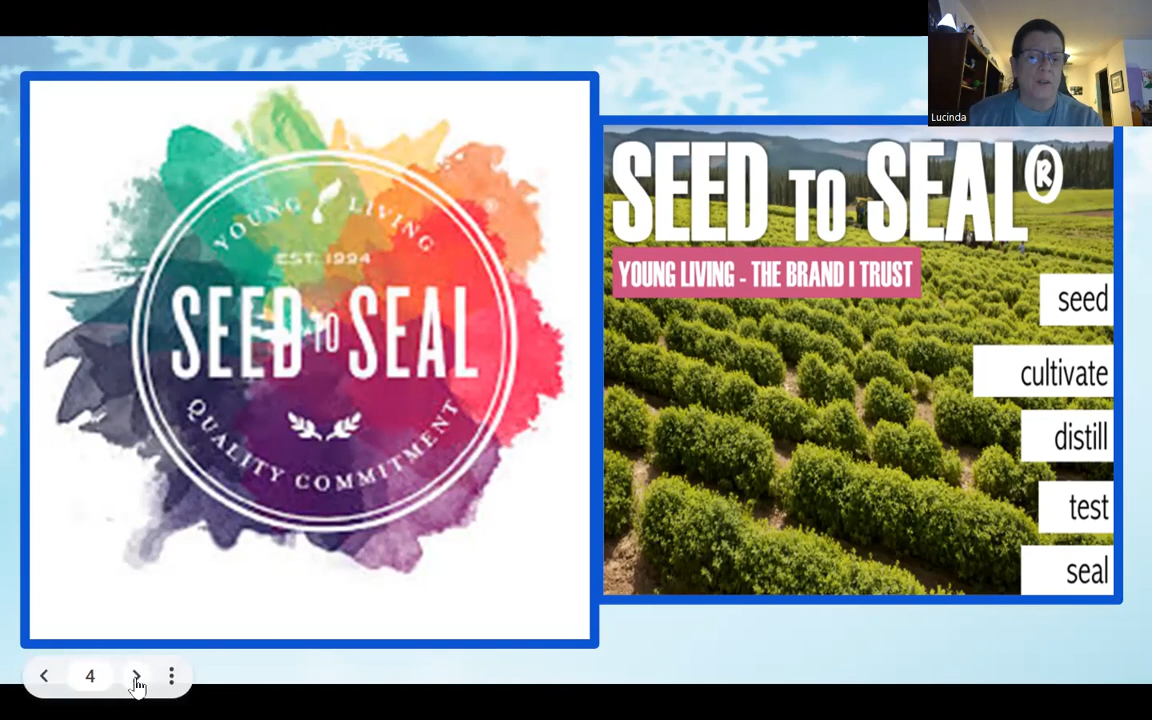 YOUNG LIVING
EST. 1994
SEED TO SEAL
QUALITY COMMITMENT
SEED TO SEAL®
YOUNG LIVING - THE BRAND I TRUST
seed
cultivate
distill
test
seal
Lucinda
4